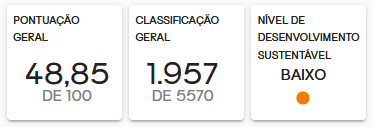 PONTUAÇÃO
GERAL
48,85
DE 100
CLASSIFICAÇÃO
GERAL
1.957
DE 5570
NÍVEL DE
DESENVOLVIMENTO
SUSTENTÁVEL
BAIXO